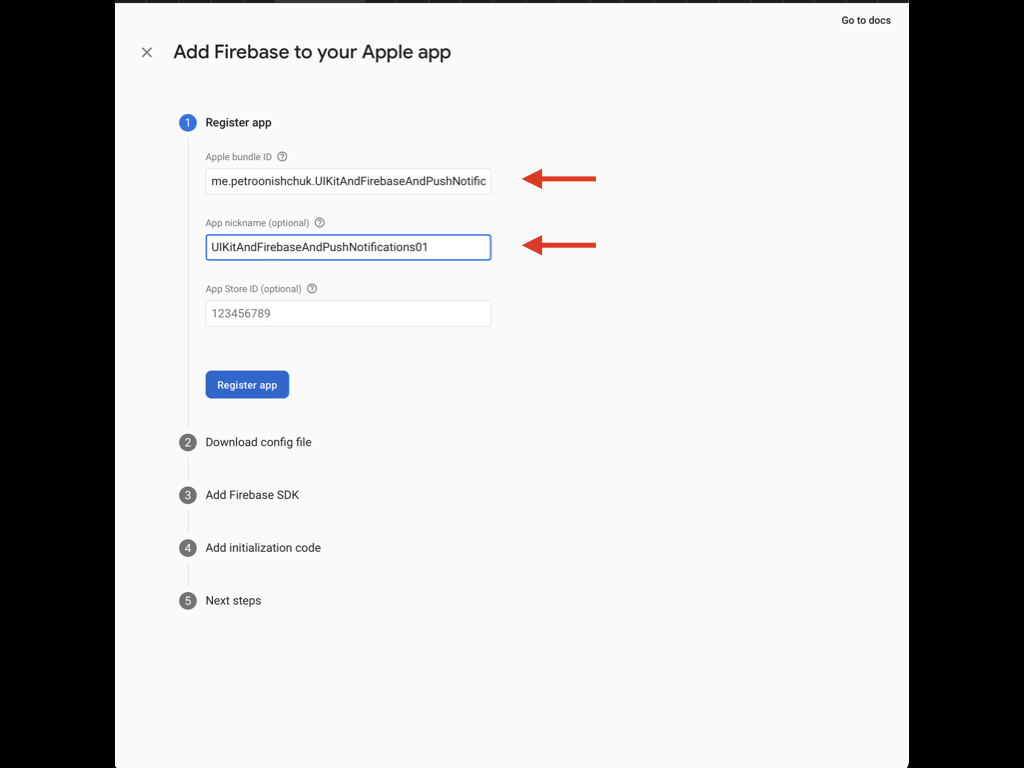 Go to docs
Add Firebase to your Apple app
1 Register app
Apple bundle ID
me.petroonishchuk.UIKitAndFirebaseAndPushNotific
App nickname (optional)
UIKitAndFirebaseAndPushNotifications01
App Store ID (optional)
123456789
Register app
2 Download config file
3 Add Firebase SDK
4 Add initialization code
5 Next steps